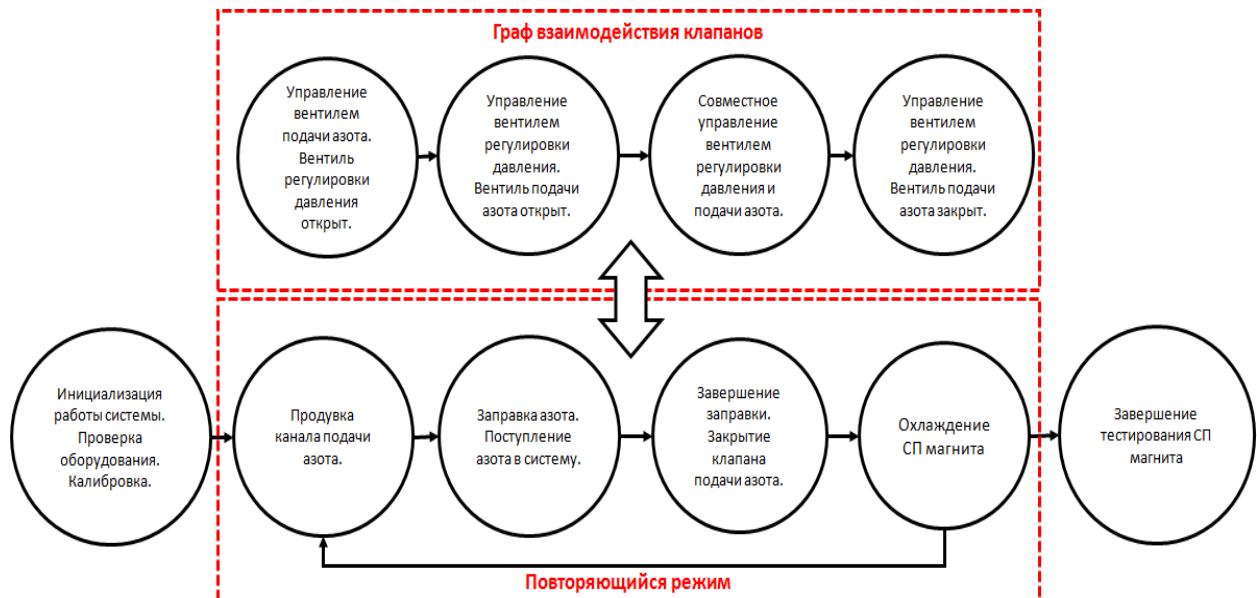 Граф взаимодействия клапанов
Управление
вентилем
подачи азота.
Вентиль
регулировки
давления
открыт.
Управление
вентилем
регулировки
давления.
Вентиль подачи
азота открыт.
Совместное
управление
вентилем
регулировки
давления и
подачи азота.
Управление
вентилем
регулировки
давления.
Вентиль подачи
азота закрыт.
Инициализация
работы системы.
Проверка
оборудования.
Калибровка.
Продувка
канала подачи
азота.
Заправка азота.
Поступление
азота в систему.
Завершение
заправки.
Закрытие
клапана
подачи азота.
Охлаждение
СП магнита
Завершение
тестирования СП
магнита
Повторяющийся режим